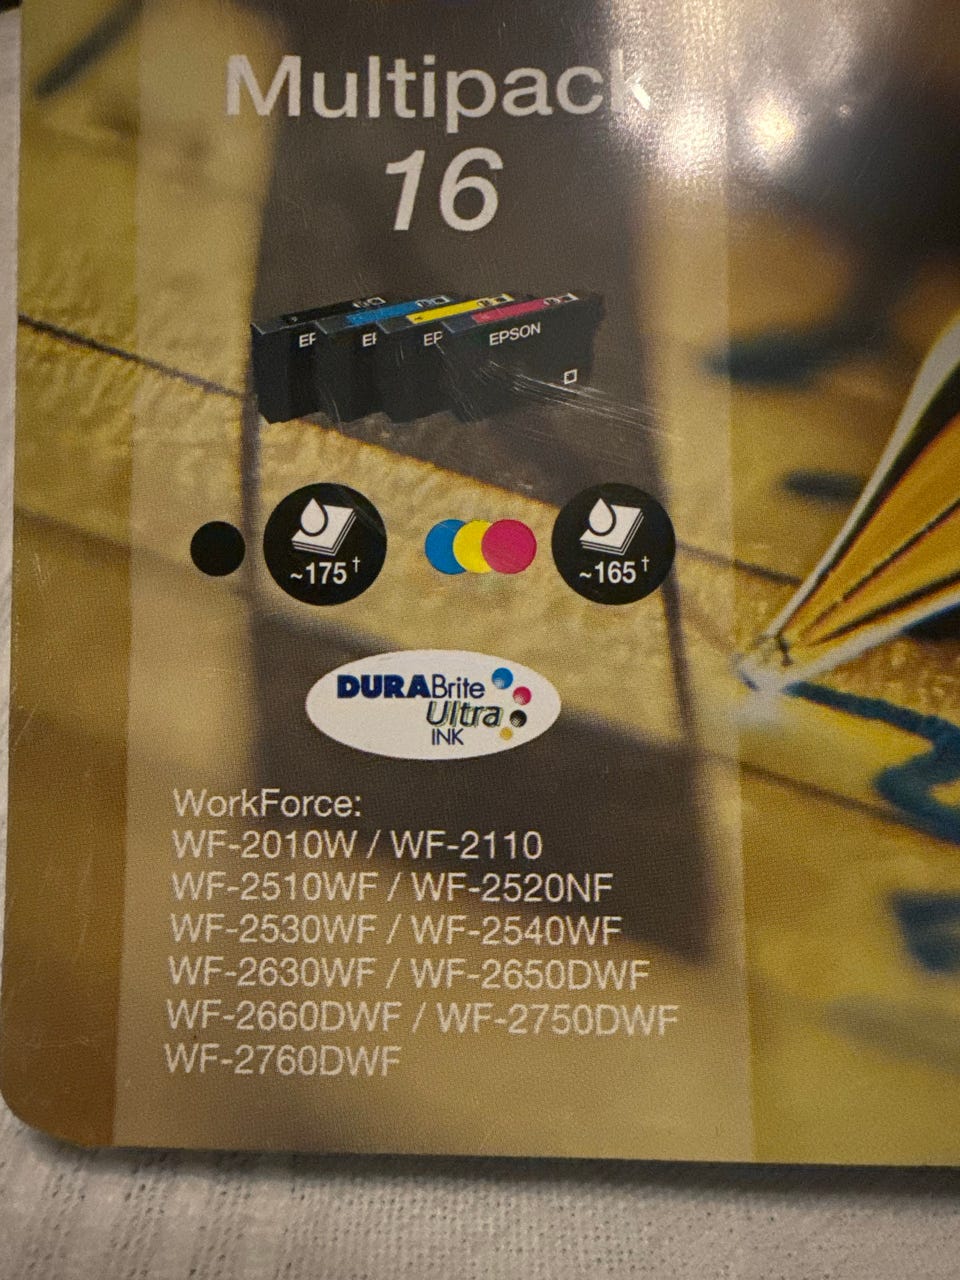 Multipack
16
EPSON
~175†
~165†
DURABrite
Ultra
INK
WorkForce:
WF-2010W / WF-2110
WF-2510WF / WF-2520NF
WF-2530WF / WF-2540WF
WF-2630WF / WF-2650DWF
WF-2660DWF / WF-2750DWF
WF-2760DWF